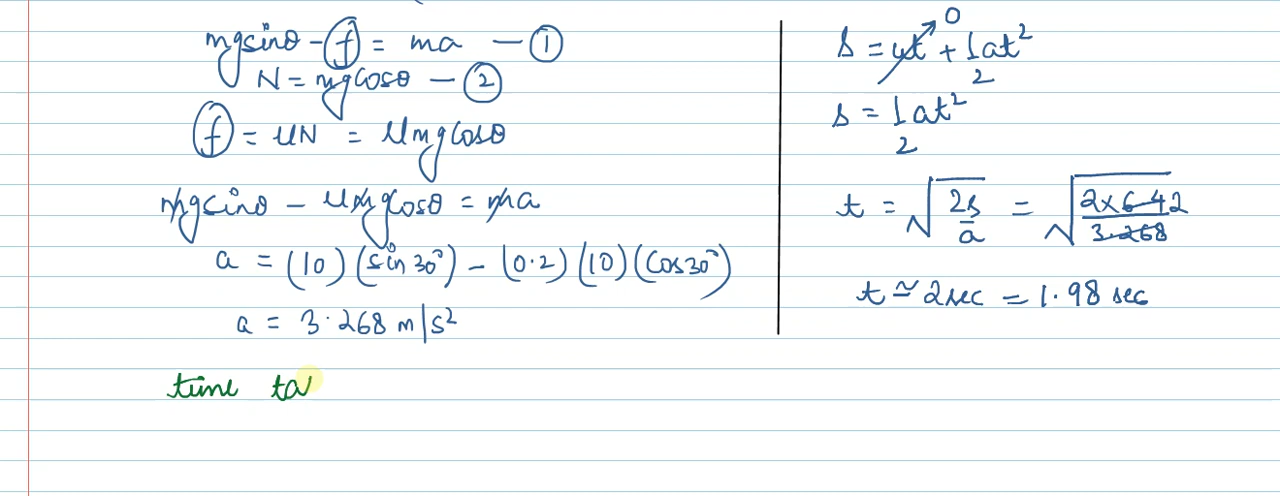 mgsinθ - f = ma — ①
N = mgcosθ — ②
f = μN = μmgcosθ
mgsinθ - μmgcosθ = ma
a = (10)(sin30°) - (0.2)(10)(cos30°)
a = 3.268 m/s²
time ta
s = ut + 1/2 at²
0
s = 1/2 at²
t = √(2s/a) = √(2×6.42/3.268)
t ≃ 2sec = 1.98 sec